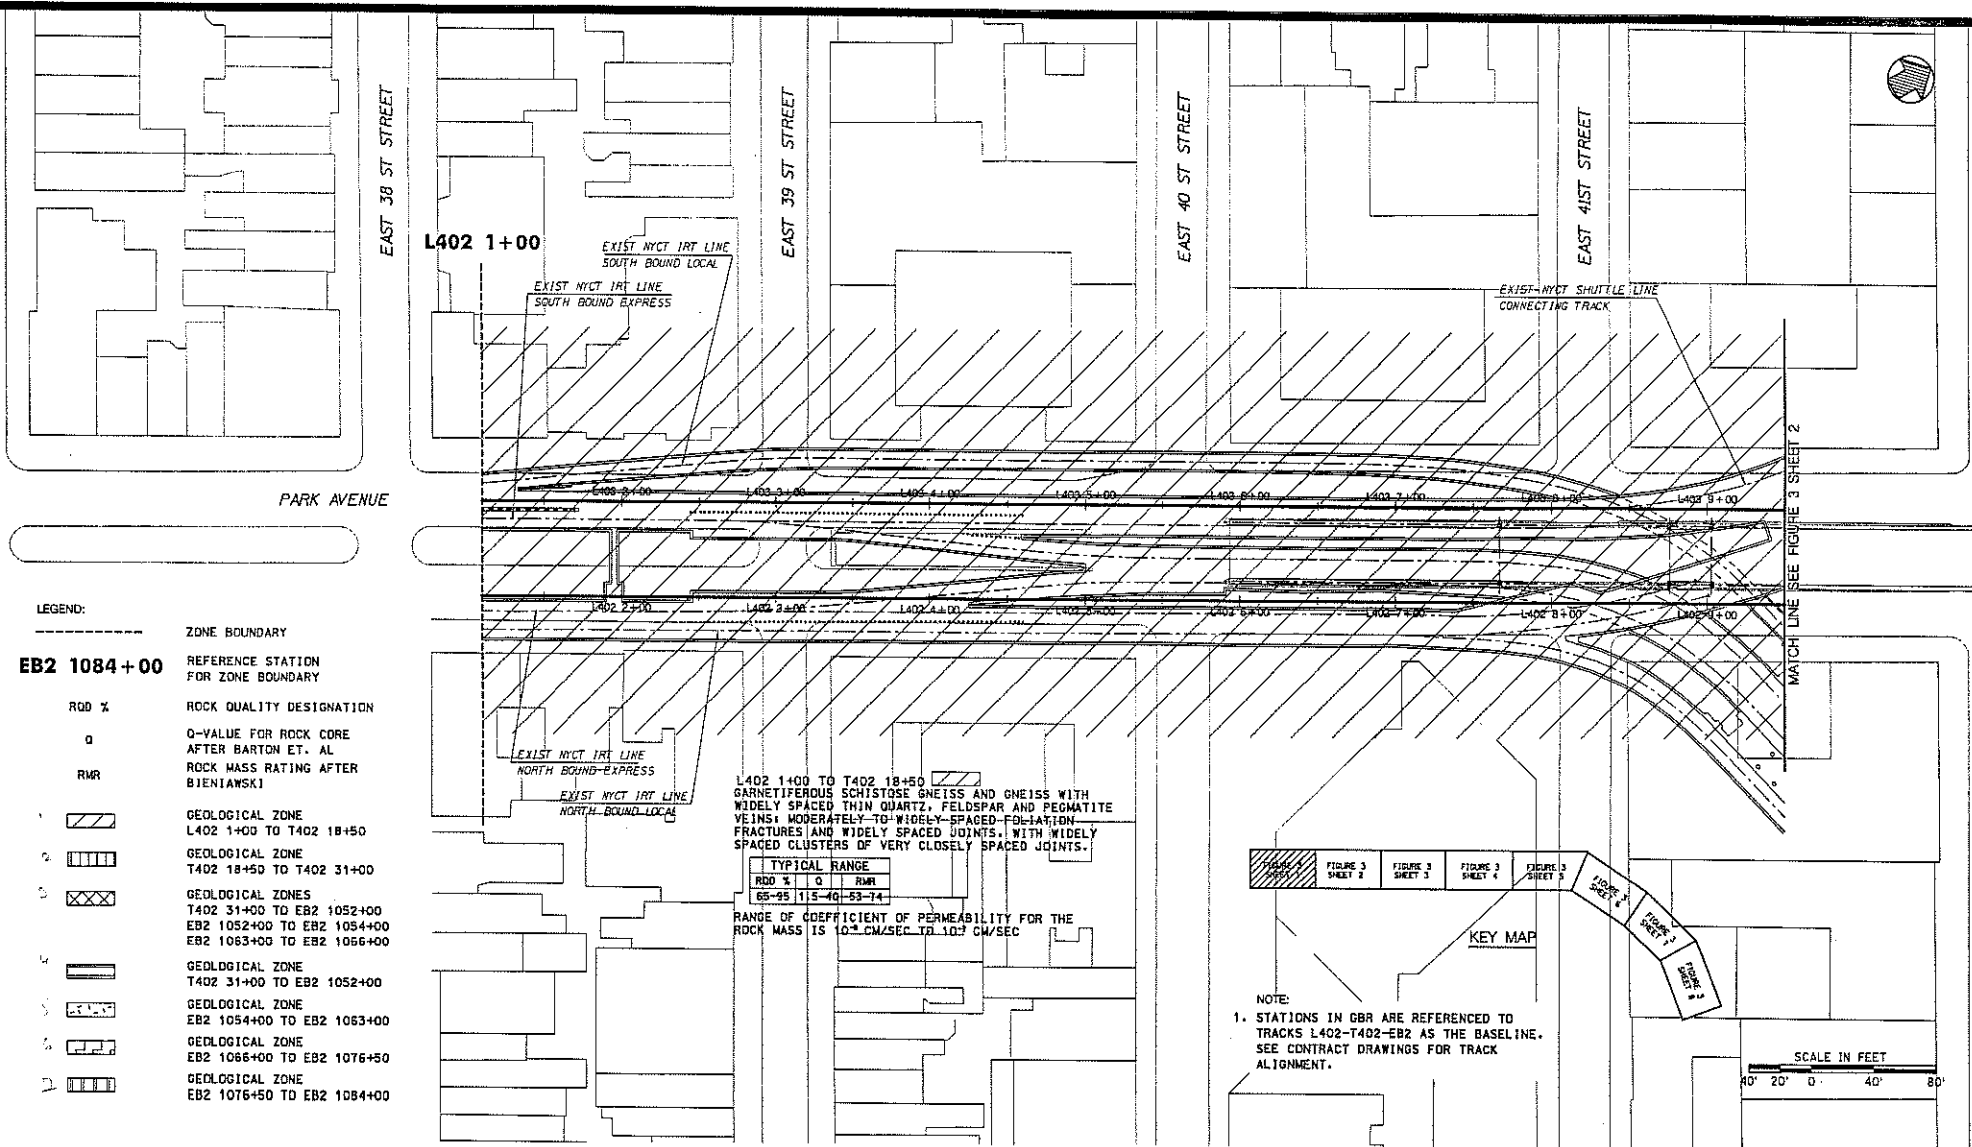 EAST 38 ST STREET
EAST 39 ST STREET
EAST 40 ST STREET
EAST 41ST STREET
L402 1+00
EXIST NYCT IRT LINE
SOUTH BOUND LOCAL
EXIST NYCT IRT LINE
SOUTH BOUND EXPRESS
EXIST NYCT SHUTTLE LINE
CONNECTING TRACK
PARK AVENUE
L403 2+00
L403 3+00
L403 4+00
L403 5+00
L403 6+00
L403 7+00
L403 8+00
L403 9+00
L402 2+00
L402 3+00
L402 4+00
L402 5+00
L402 6+00
L402 7+00
L402 8+00
L402 9+00
MATCH LINE SEE FIGURE 3 SHEET 2
LEGEND:
ZONE BOUNDARY
EB2 1084+00
REFERENCE STATION
FOR ZONE BOUNDARY
RQD %
ROCK QUALITY DESIGNATION
Q
Q-VALUE FOR ROCK CORE
AFTER BARTON ET. AL
RMR
ROCK MASS RATING AFTER
BIENIAWSKI
GEOLOGICAL ZONE
L402 1+00 TO T402 18+50
GEOLOGICAL ZONE
T402 18+50 TO T402 31+00
GEOLOGICAL ZONES
T402 31+00 TO EB2 1052+00
EB2 1052+00 TO EB2 1054+00
EB2 1063+00 TO EB2 1066+00
GEOLOGICAL ZONE
T402 31+00 TO EB2 1052+00
GEOLOGICAL ZONE
EB2 1054+00 TO EB2 1063+00
GEOLOGICAL ZONE
EB2 1066+00 TO EB2 1076+50
GEOLOGICAL ZONE
EB2 1076+50 TO EB2 1084+00
EXIST NYCT IRT LINE
NORTH BOUND EXPRESS
EXIST NYCT IRT LINE
NORTH BOUND LOCAL
L402 1+00 TO T402 18+50
GARNETIFEROUS SCHISTOSE GNEISS AND GNEISS WITH
WIDELY SPACED THIN QUARTZ, FELDSPAR AND PEGMATITE
VEINS; MODERATELY TO WIDELY SPACED FOLIATION
FRACTURES AND WIDELY SPACED JOINTS, WITH WIDELY
SPACED CLUSTERS OF VERY CLOSELY SPACED JOINTS.
TYPICAL RANGE
RQD % Q RMR
65-95 1.5-40 53-74
RANGE OF COEFFICIENT OF PERMEABILITY FOR THE
ROCK MASS IS CM/SEC TO CM/SEC
FIGURE 3
SHEET 1
FIGURE 3
SHEET 2
FIGURE 3
SHEET 3
FIGURE 3
SHEET 4
FIGURE 3
SHEET 5
FIGURE 3
SHEET 6
FIGURE 3
SHEET 7
FIGURE 3
SHEET
KEY MAP
NOTE:
1. STATIONS IN GBR ARE REFERENCED TO
TRACKS L402-T402-EB2 AS THE BASELINE.
SEE CONTRACT DRAWINGS FOR TRACK
ALIGNMENT.
SCALE IN FEET
40' 20' 0 40' 80'